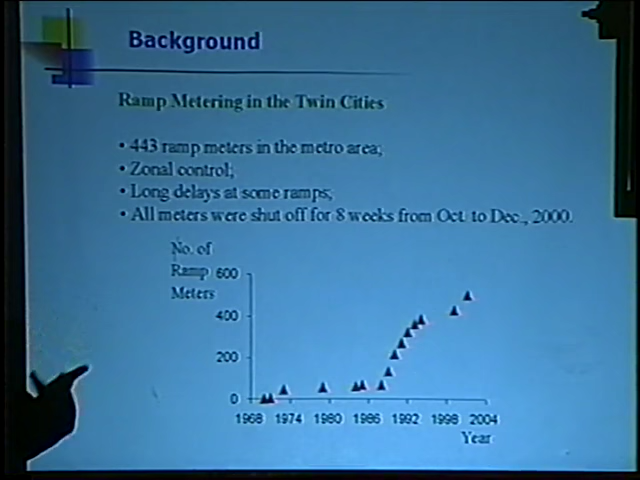 Background
Ramp Metering in the Twin Cities
• 443 ramp meters in the metro area;
• Zonal control;
• Long delays at some ramps;
• All meters were shut off for 8 weeks from Oct. to Dec., 2000.
No. of
Ramp
Meters
600
400
200
0
1968 1974 1980 1986 1992 1998 2004
Year